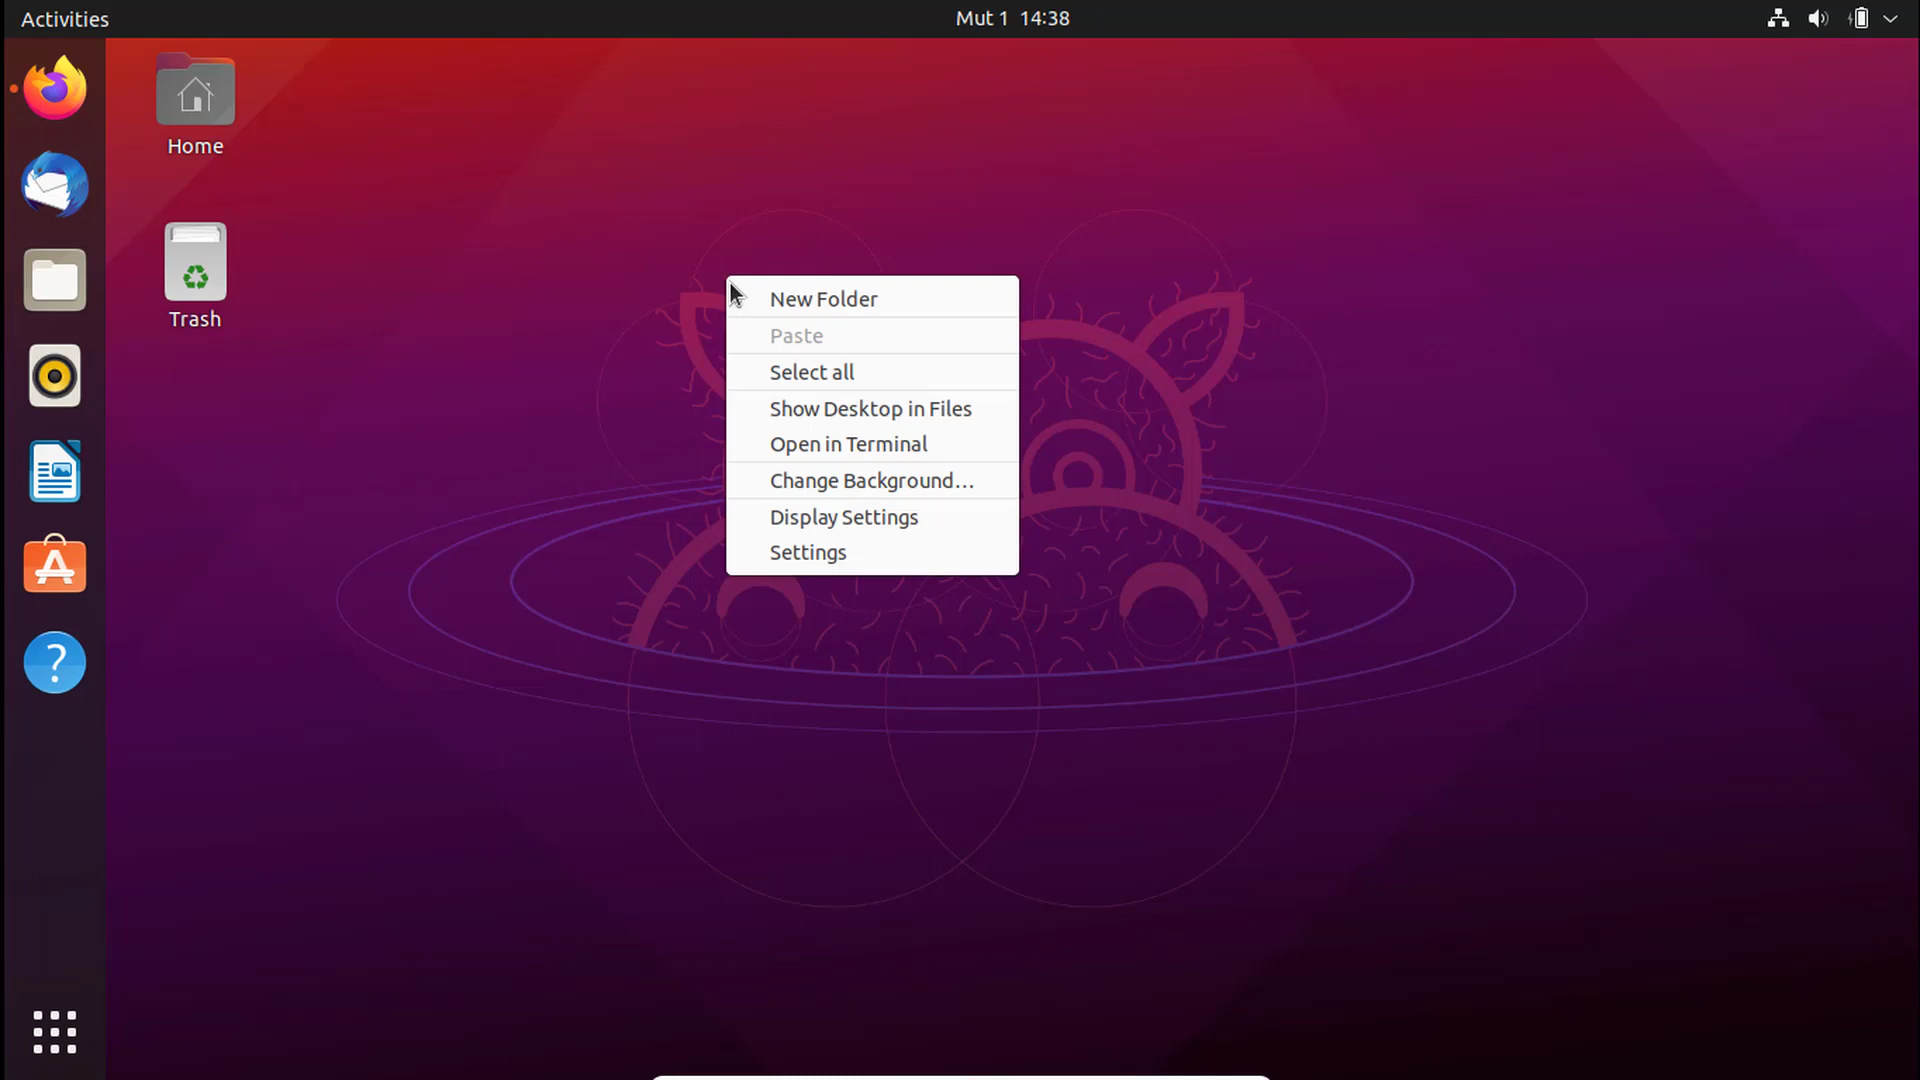 Activities
Mut 1 14:38
Home
Trash
New Folder
Paste
Select all
Show Desktop in Files
Open in Terminal
Change Background…
Display Settings
Settings